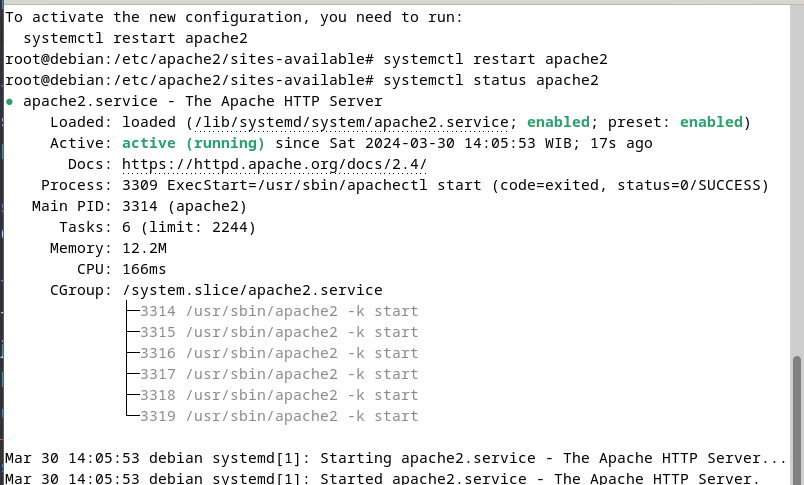 To activate the new configuration, you need to run:
  systemctl restart apache2
root@debian:/etc/apache2/sites-available# systemctl restart apache2
root@debian:/etc/apache2/sites-available# systemctl status apache2
● apache2.service - The Apache HTTP Server
     Loaded: loaded (/lib/systemd/system/apache2.service; enabled; preset: enabled)
     Active: active (running) since Sat 2024-03-30 14:05:53 WIB; 17s ago
       Docs: https://httpd.apache.org/docs/2.4/
    Process: 3309 ExecStart=/usr/sbin/apachectl start (code=exited, status=0/SUCCESS)
   Main PID: 3314 (apache2)
      Tasks: 6 (limit: 2244)
     Memory: 12.2M
        CPU: 166ms
     CGroup: /system.slice/apache2.service
             ├─3314 /usr/sbin/apache2 -k start
             ├─3315 /usr/sbin/apache2 -k start
             ├─3316 /usr/sbin/apache2 -k start
             ├─3317 /usr/sbin/apache2 -k start
             ├─3318 /usr/sbin/apache2 -k start
             └─3319 /usr/sbin/apache2 -k start
Mar 30 14:05:53 debian systemd[1]: Starting apache2.service - The Apache HTTP Server...
Mar 30 14:05:53 debian systemd[1]: Started apache2.service - The Apache HTTP Server.